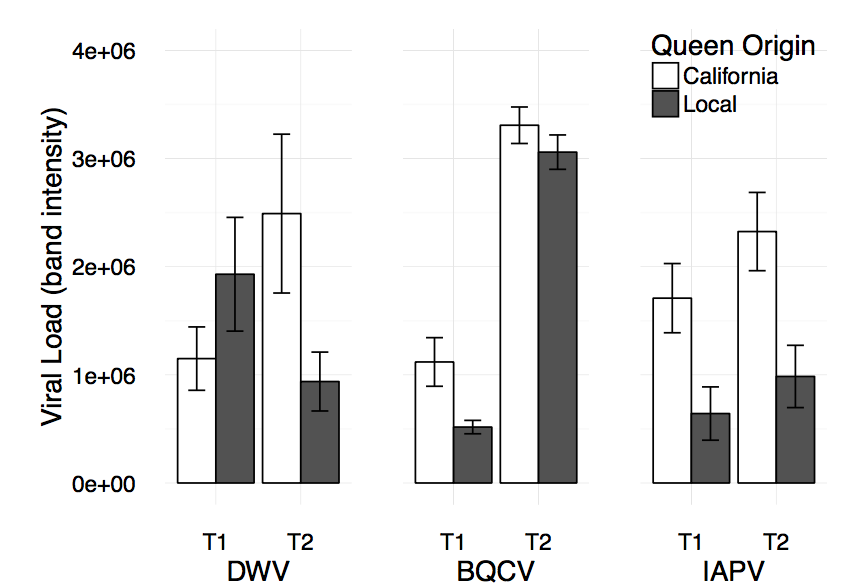 Viral Load (band intensity)
4e+06
3e+06
2e+06
1e+06
0e+00
Queen Origin
California
Local
T1 T2 T1 T2 T1 T2
DWV BQCV IAPV